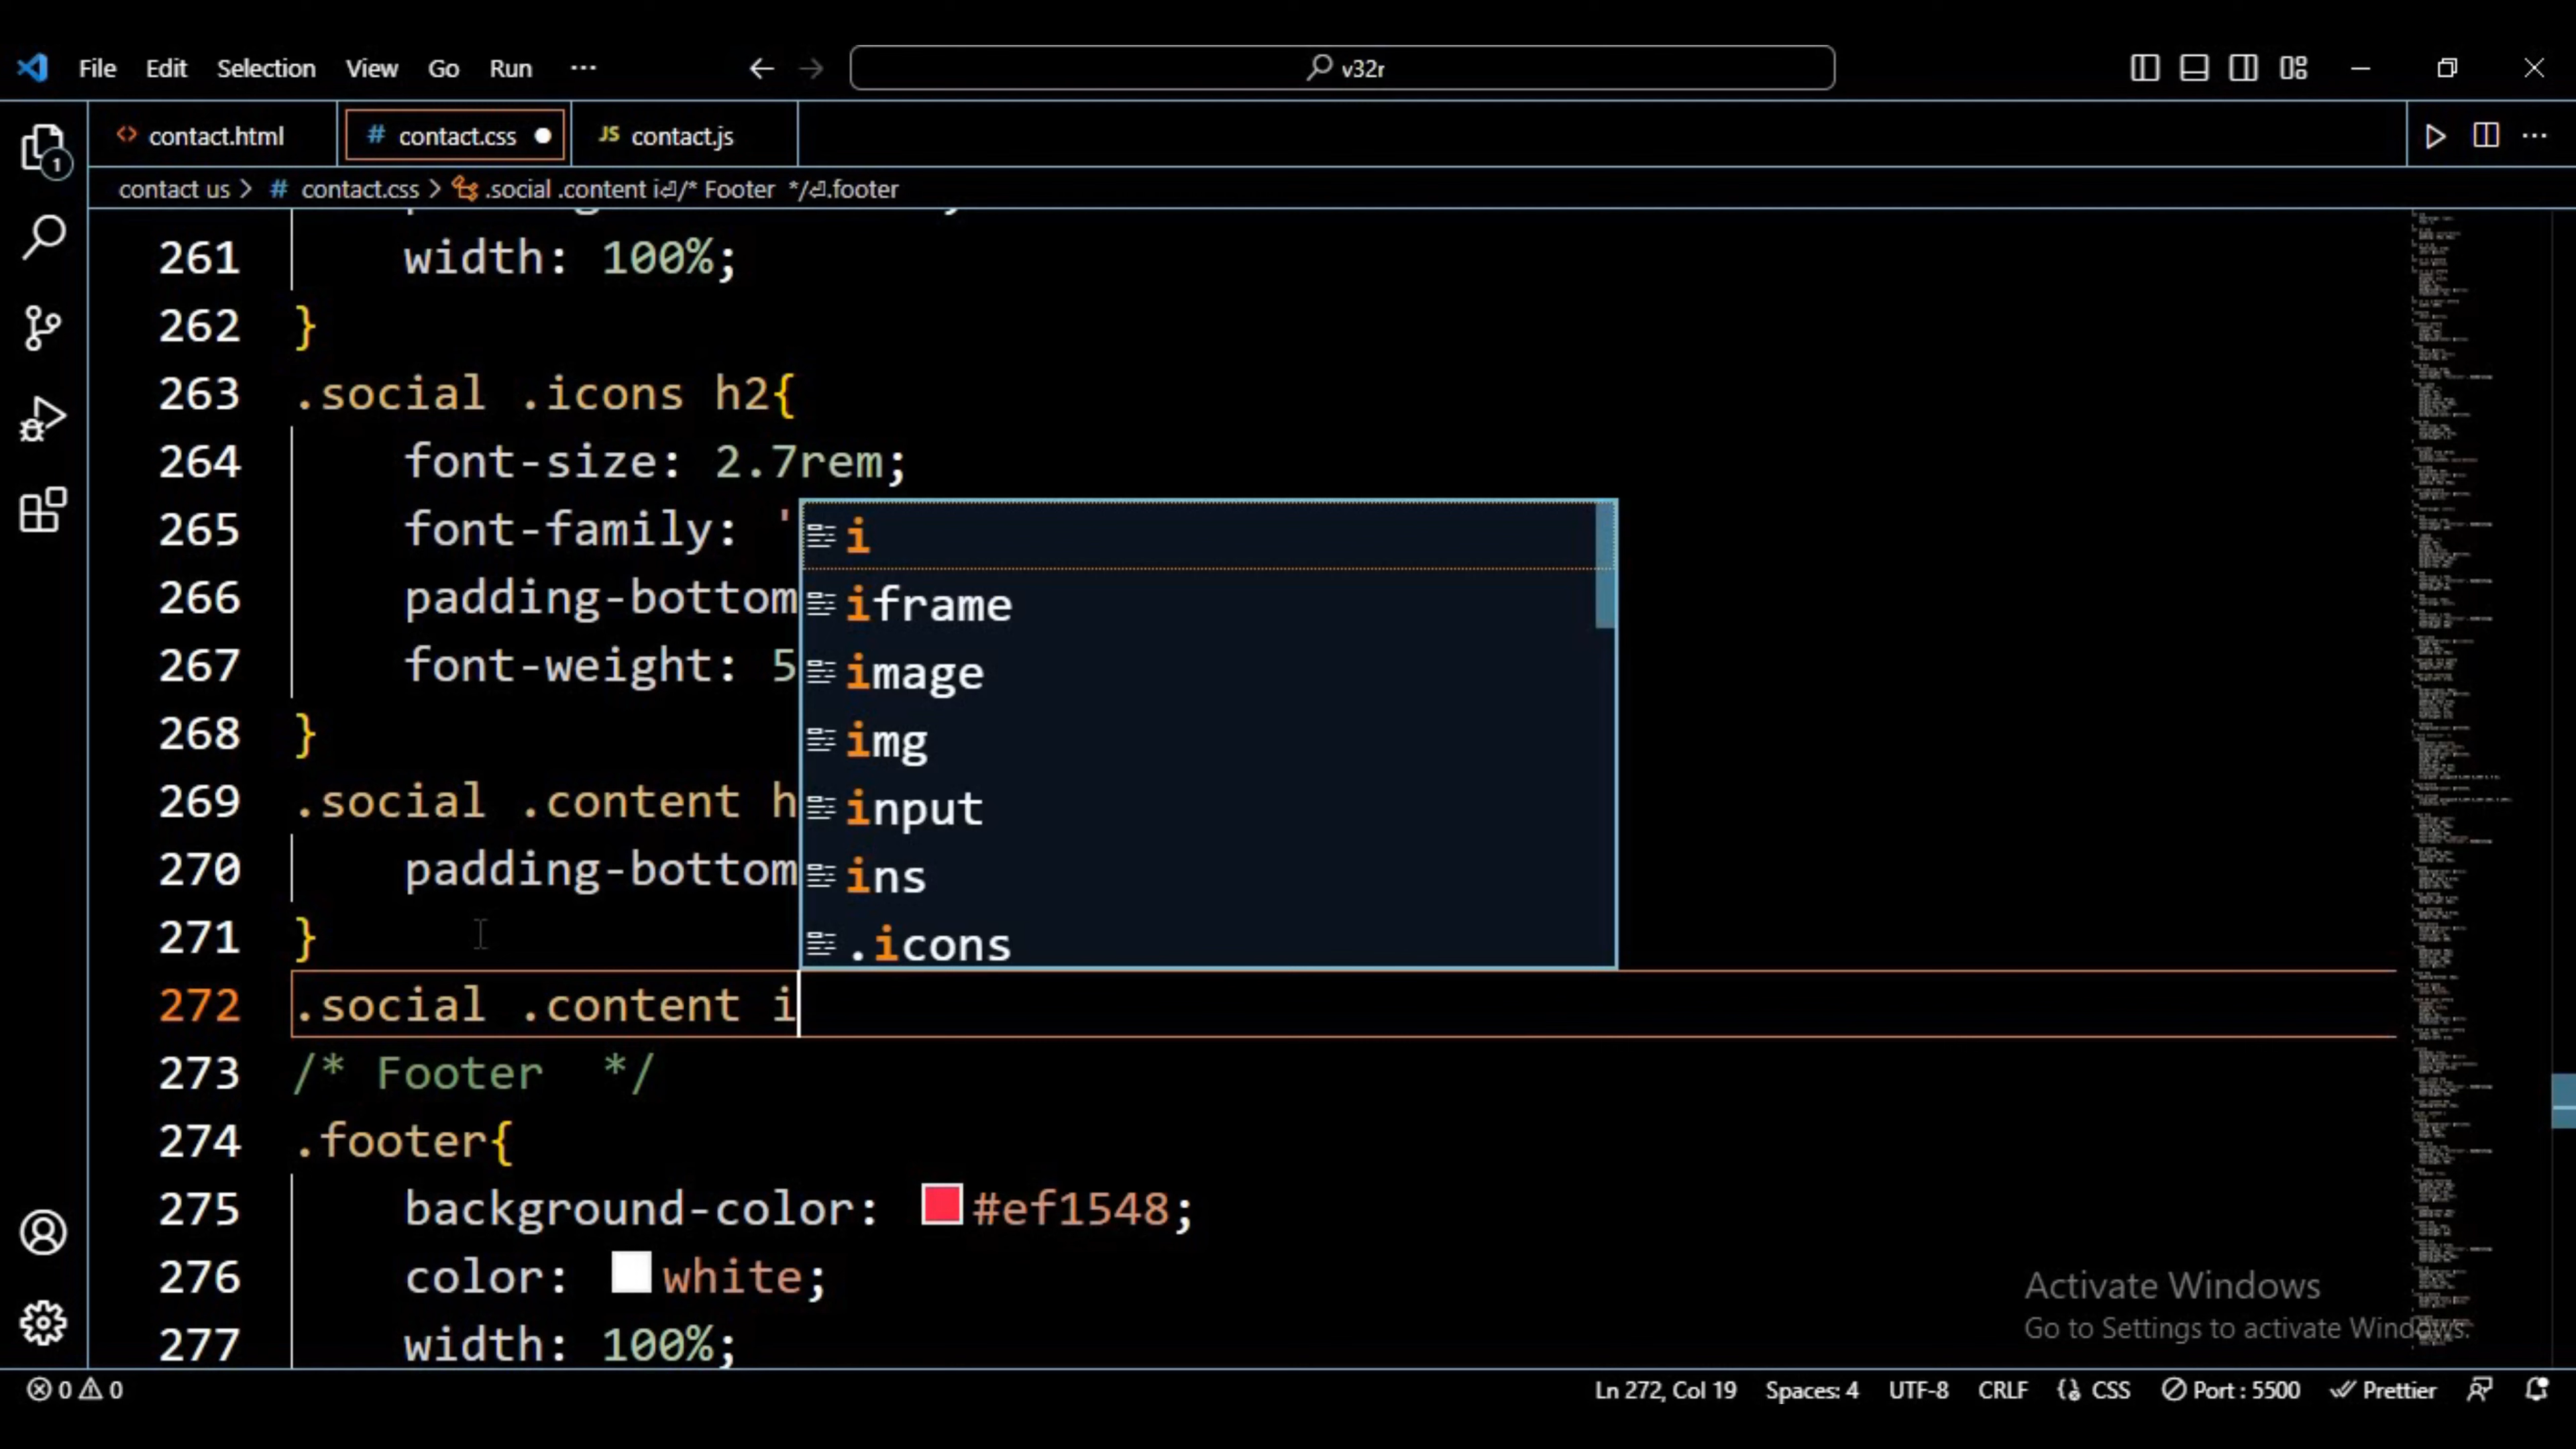 File Edit Selection View Go Run ··· v32r
contact.html # contact.css JS contact.js
contact us > # contact.css > .social .content i⏎/* Footer */⏎.footer
1
261 width: 100%;
262 }
263 .social .icons h2{
264 font-size: 2.7rem;
265 font-family: '
266 padding-bottom
267 font-weight: 5
268 }
269 .social .content h
270 padding-bottom
271 }
i
iframe
image
img
input
ins
.icons
272 .social .content i
273 /* Footer */
274 .footer{
275 background-color: #ef1548;
276 color: white;
277 width: 100%;
Activate Windows
Go to Settings to activate Windows.
0 0 Ln 272, Col 19 Spaces: 4 UTF-8 CRLF CSS Port : 5500 Prettier